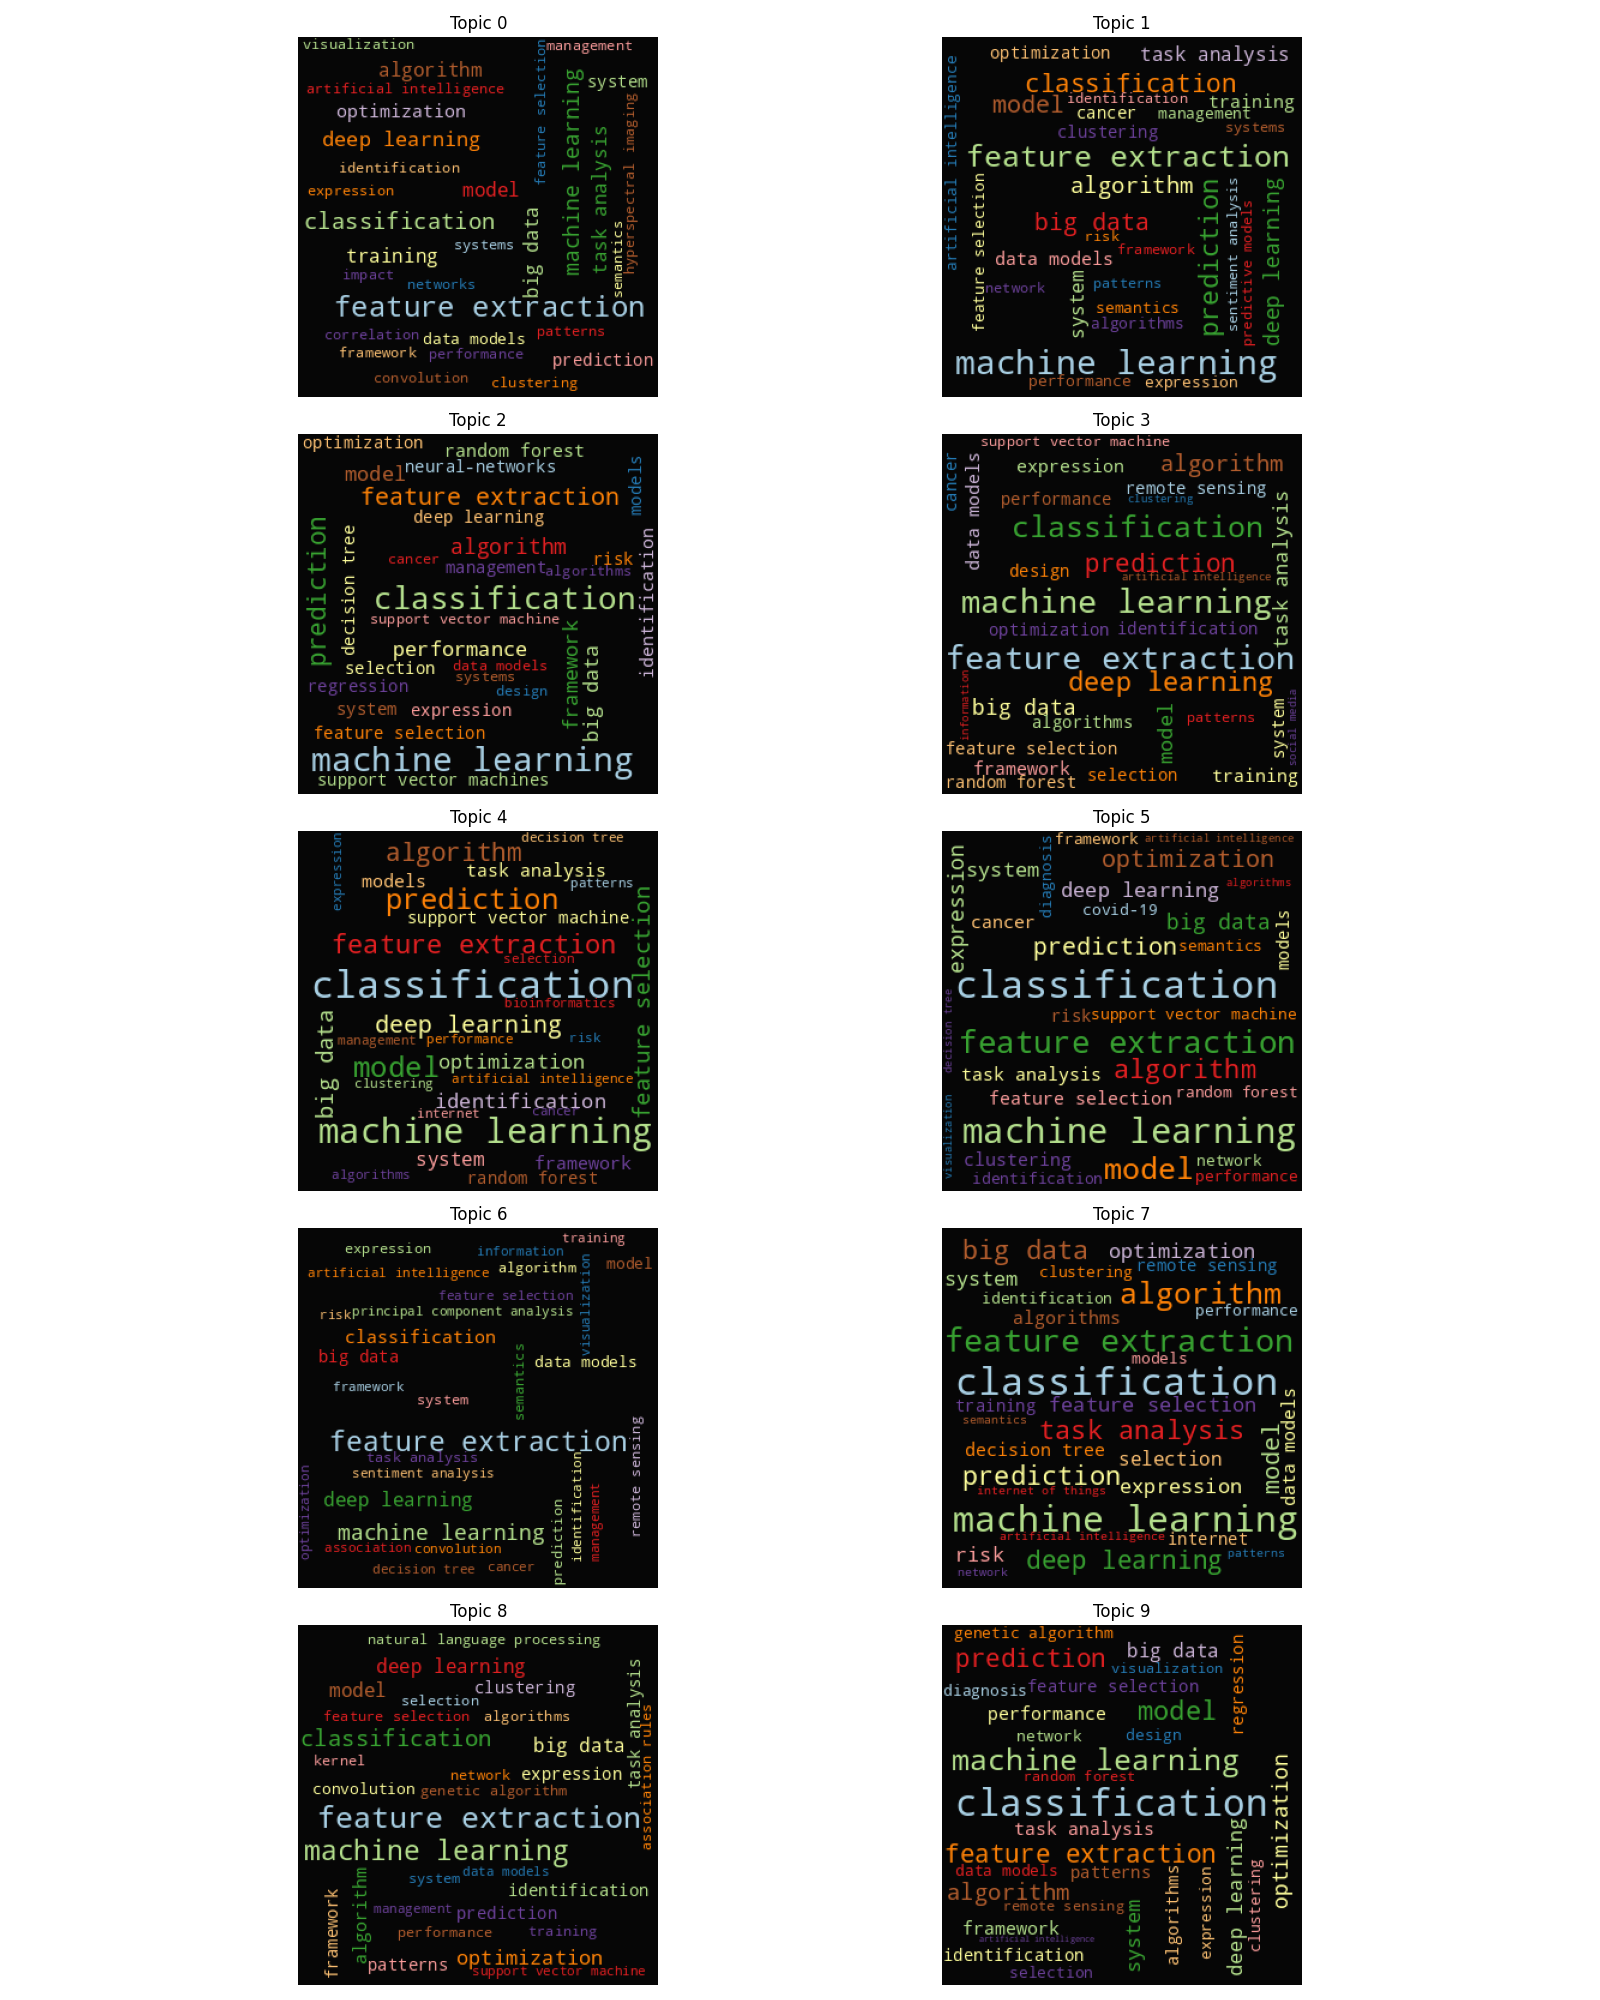 Topic 0
visualization
management
algorithm
system
artificial intelligence
feature selection
optimization
machine learning
hyperspectral imaging
deep learning
task analysis
identification
expression
model
classification
big data
semantics
training
systems
impact
networks
feature extraction
correlation
data models
patterns
framework
performance
prediction
convolution
clustering
Topic 1
optimization
task analysis
artificial intelligence
classification
model
identification
training
cancer
management
clustering
systems
feature extraction
feature selection
algorithm
prediction
sentiment analysis
deep learning
big data
predictive models
risk
framework
data models
network
system
patterns
semantics
algorithms
machine learning
performance
expression
Topic 2
optimization
random forest
model
neural-networks
models
feature extraction
deep learning
prediction
decision tree
algorithm
cancer
risk
management
algorithms
identification
classification
support vector machine
performance
framework
selection
data models
big data
systems
regression
design
system
expression
feature selection
machine learning
support vector machines
Topic 3
support vector machine
cancer
data models
expression
algorithm
remote sensing
performance
clustering
task analysis
classification
prediction
design
artificial intelligence
machine learning
optimization
identification
feature extraction
information
deep learning
big data
algorithms
model
patterns
system
social media
feature selection
framework
random forest
selection
training
Topic 4
expression
decision tree
algorithm
task analysis
models
patterns
prediction
support vector machine
feature selection
feature extraction
selection
classification
bioinformatics
big data
deep learning
management
performance
risk
model
optimization
clustering
artificial intelligence
identification
internet
cancer
machine learning
system
framework
algorithms
random forest
Topic 5
framework
artificial intelligence
expression
diagnosis
optimization
system
deep learning
algorithms
covid-19
cancer
big data
models
prediction
semantics
classification
decision tree
risk
support vector machine
feature extraction
task analysis
algorithm
random forest
feature selection
visualization
machine learning
clustering
network
model
identification
performance
Topic 6
training
expression
information
visualization
algorithm
model
artificial intelligence
feature selection
risk
principal component analysis
classification
big data
semantics
data models
framework
system
feature extraction
remote sensing
task analysis
sentiment analysis
optimization
deep learning
identification
management
prediction
machine learning
association
convolution
decision tree
cancer
Topic 7
big data
optimization
remote sensing
clustering
system
identification
algorithm
performance
algorithms
feature extraction
models
classification
data models
training
feature selection
semantics
task analysis
model
decision tree
selection
prediction
expression
internet of things
machine learning
artificial intelligence
internet
risk
deep learning
patterns
network
Topic 8
natural language processing
deep learning
task analysis
model
clustering
selection
feature selection
algorithms
association rules
classification
big data
kernel
network
expression
convolution
genetic algorithm
feature extraction
machine learning
algorithm
system
data models
framework
identification
management
prediction
performance
training
optimization
patterns
support vector machine
Topic 9
genetic algorithm
prediction
big data
regression
visualization
diagnosis
feature selection
performance
model
network
design
machine learning
optimization
random forest
classification
task analysis
deep learning
feature extraction
clustering
data models
patterns
algorithms
expression
algorithm
remote sensing
system
framework
artificial intelligence
identification
selection